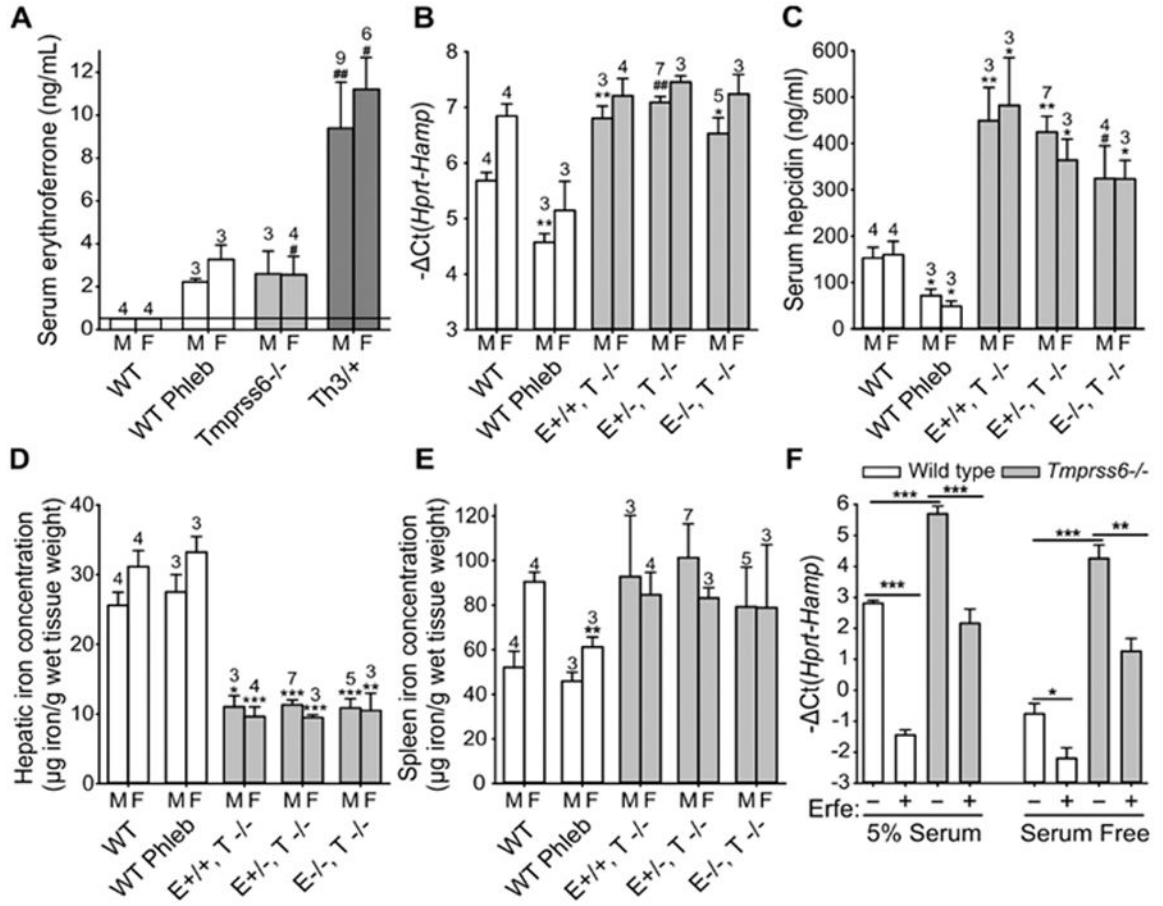 A
Serum erythroferrone (ng/mL)
12
10
8
6
4
2
0
4
4
3
3
3
4
#
9
##
6
#
M F
M F
M F
M F
WT
WT Phleb
Tmprss6-/-
Th3/+
B
-ΔCt(Hprt-Hamp)
8
7
6
5
4
3
4
4
3
**
3
3
**
4
7
##
3
5
*
3
M F
M F
M F
M F
M F
WT
WT Phleb
E+/+, T -/-
E+/-, T -/-
E-/-, T -/-
C
Serum hepcidin (ng/ml)
600
500
400
300
200
100
0
4
4
3
*
3
*
3
**
3
*
7
**
3
*
4
#
3
*
M F
M F
M F
M F
M F
WT
WT Phleb
E+/+, T -/-
E+/-, T -/-
E-/-, T -/-
D
Hepatic iron concentration
(µg iron/g wet tissue weight)
40
30
20
10
0
4
4
3
3
3
*
4
***
7
***
3
***
5
***
3
**
M F
M F
M F
M F
M F
WT
WT Phleb
E+/+, T -/-
E+/-, T -/-
E-/-, T -/-
E
Spleen iron concentration
(µg iron/g wet tissue weight)
120
100
80
60
40
20
0
4
4
3
3
**
3
4
7
3
5
3
M F
M F
M F
M F
M F
WT
WT Phleb
E+/+, T -/-
E+/-, T -/-
E-/-, T -/-
F
Wild type
Tmprss6-/-
-ΔCt(Hprt-Hamp)
6
5
4
3
2
1
0
-1
-2
-3
***
***
***
***
**
*
Erfe: − + − + − + − +
5% Serum
Serum Free